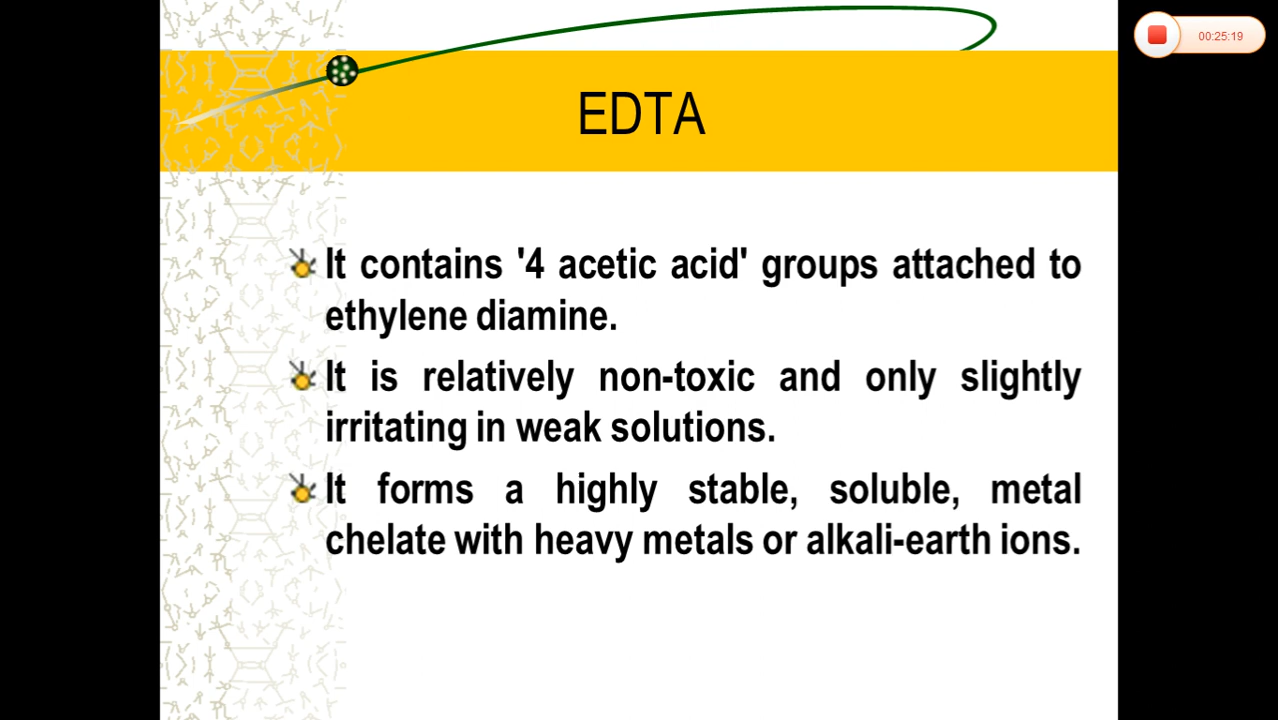 00:25:19
EDTA
It contains '4 acetic acid' groups attached to
ethylene diamine.
It is relatively non-toxic and only slightly
irritating in weak solutions.
It forms a highly stable, soluble, metal
chelate with heavy metals or alkali-earth ions.